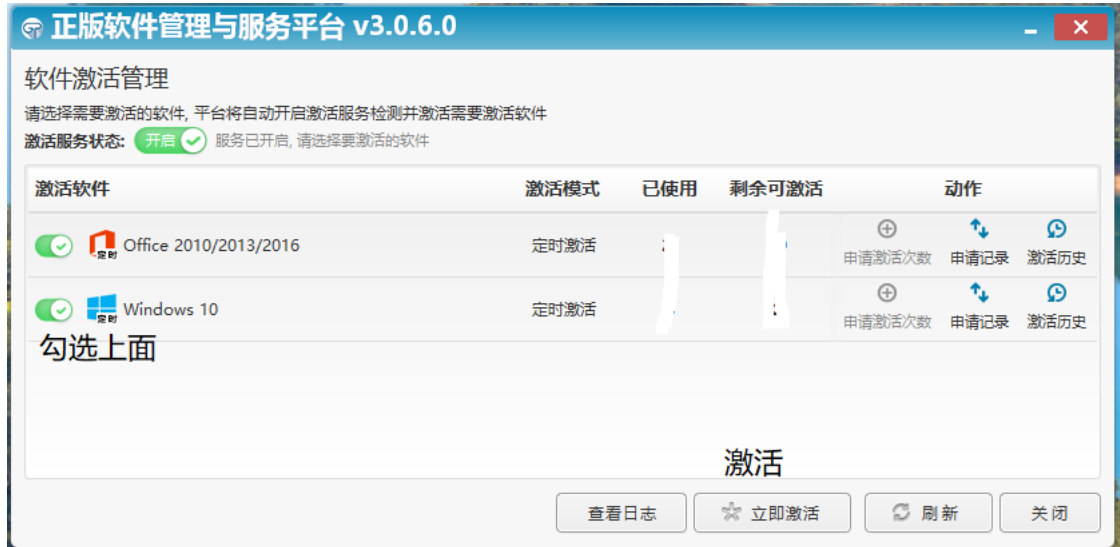 正版软件管理与服务平台 v3.0.6.0
软件激活管理
请选择需要激活的软件, 平台将自动开启激活服务检测并激活需要激活软件
激活服务状态: 开启 服务已开启, 请选择要激活的软件
激活软件 激活模式 已使用 剩余可激活 动作
定时 Office 2010/2013/2016 定时激活 申请激活次数 申请记录 激活历史
定时 Windows 10 定时激活 申请激活次数 申请记录 激活历史
勾选上面
激活
查看日志 立即激活 刷新 关闭